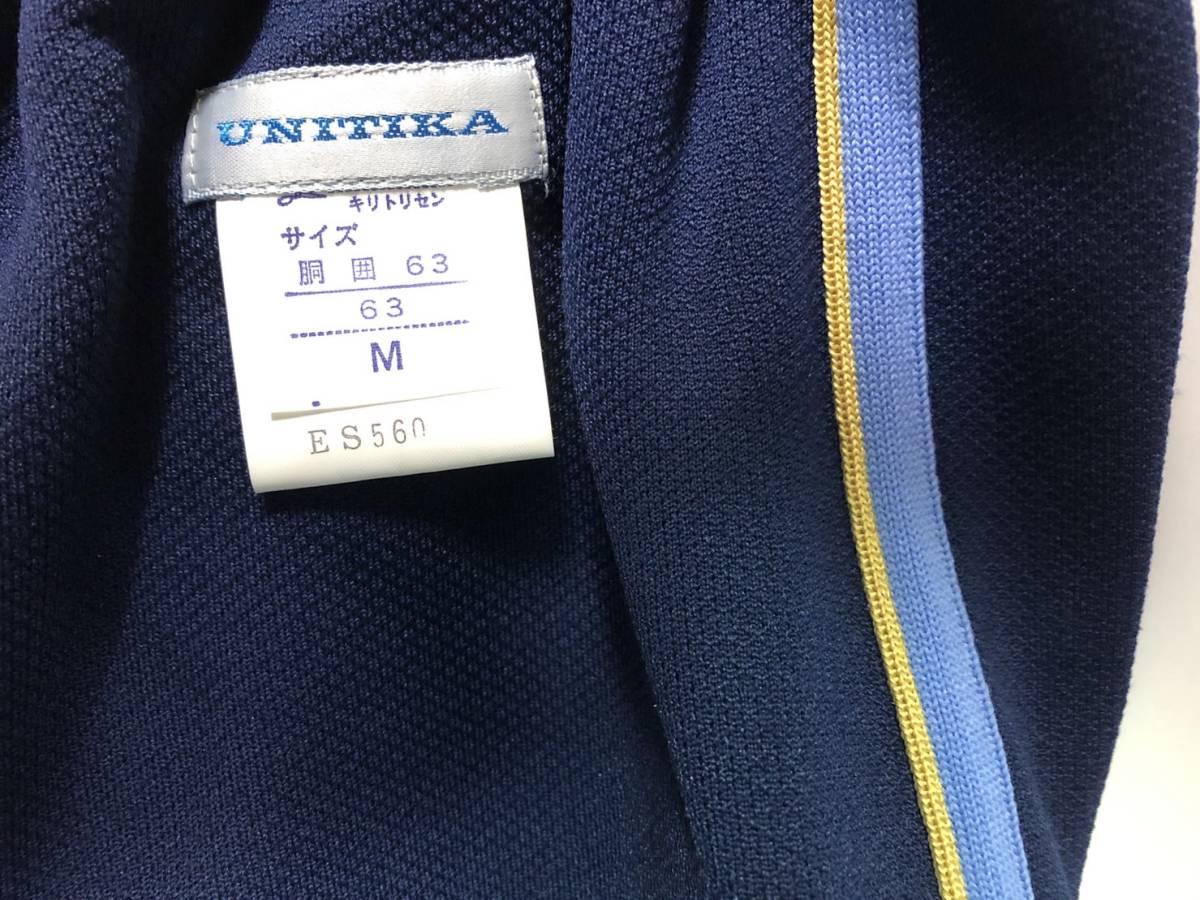 UNITIKA
キリトリセン
サイズ
胴囲 63
63
M
ES560